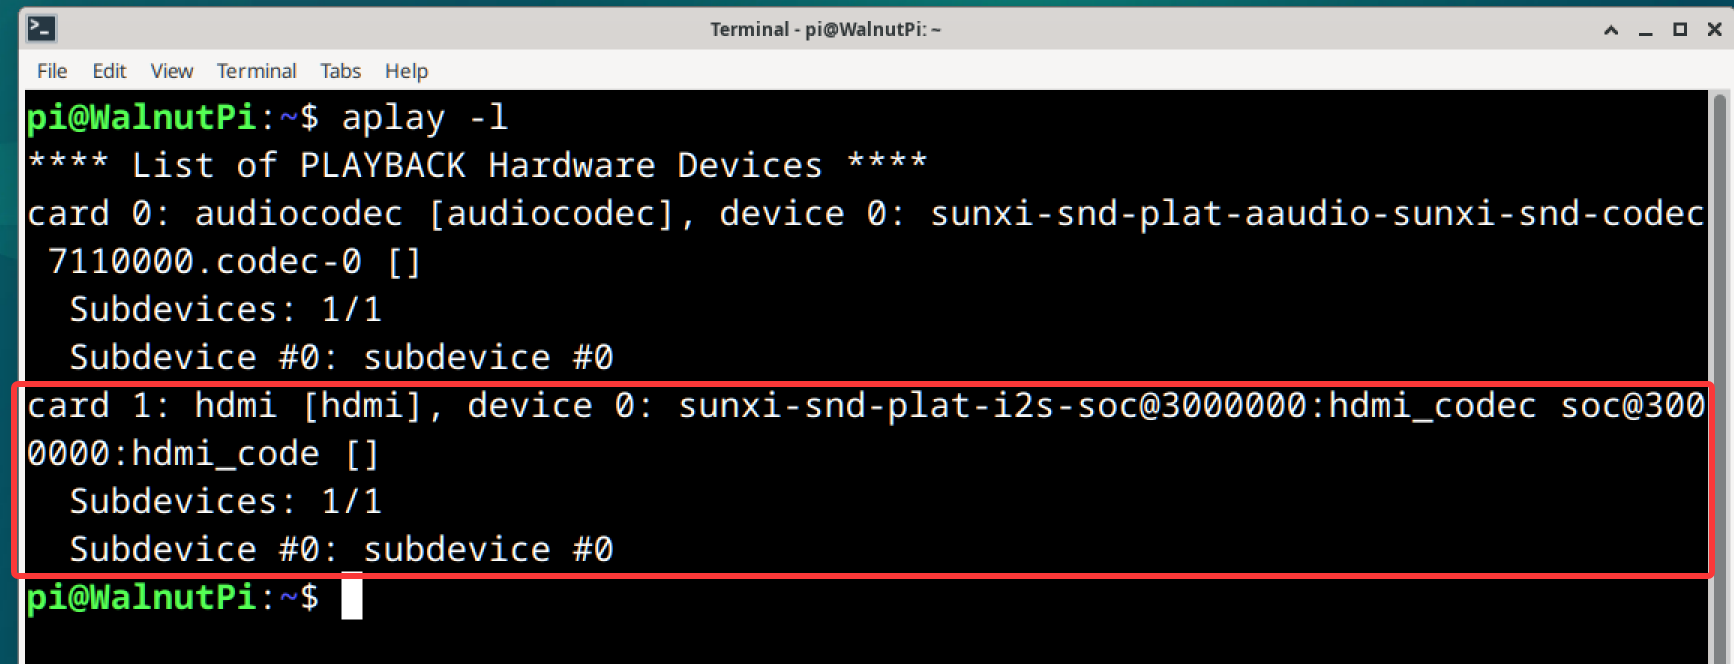 Terminal - pi@WalnutPi: ~
File Edit View Terminal Tabs Help
pi@WalnutPi:~$ aplay -l
**** List of PLAYBACK Hardware Devices ****
card 0: audiocodec [audiocodec], device 0: sunxi-snd-plat-aaudio-sunxi-snd-codec
 7110000.codec-0 []
  Subdevices: 1/1
  Subdevice #0: subdevice #0
card 1: hdmi [hdmi], device 0: sunxi-snd-plat-i2s-soc@3000000:hdmi_codec soc@300
0000:hdmi_code []
  Subdevices: 1/1
  Subdevice #0: subdevice #0
pi@WalnutPi:~$